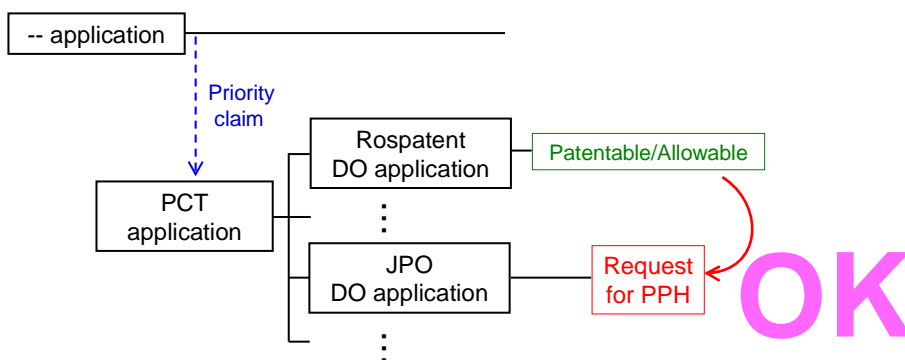 -- application
Priority
claim
Rospatent
DO application
Patentable/Allowable
PCT
application
JPO
DO application
Request
for PPH
OK